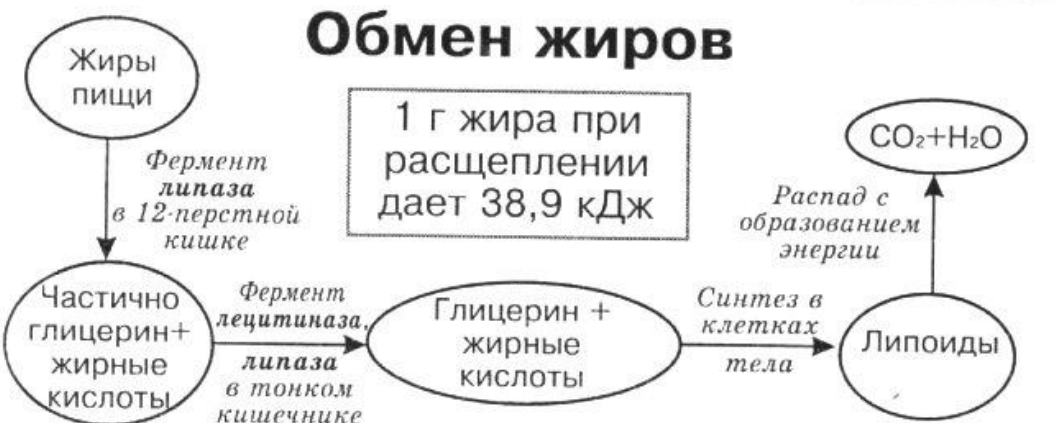 Обмен жиров
Жиры
пищи
Фермент
липаза
в 12-перстной
кишке
1 г жира при
расщеплении
дает 38,9 кДж
CO₂+H₂O
Распад с
образованием
энергии
Частично
глицерин+
жирные
кислоты
Фермент
лецитиназа,
липаза
в тонком
кишечнике
Глицерин +
жирные
кислоты
Синтез в
клетках
тела
Липоиды